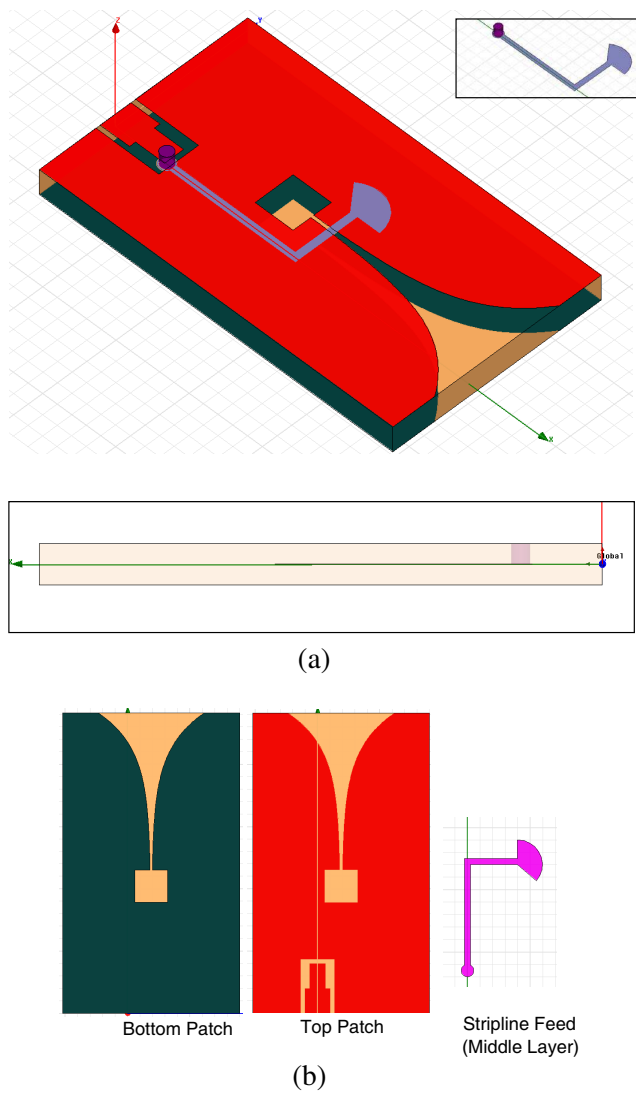 Z
Y
X
X
Global
(a)
Bottom Patch
Top Patch
Stripline Feed
(Middle Layer)
(b)